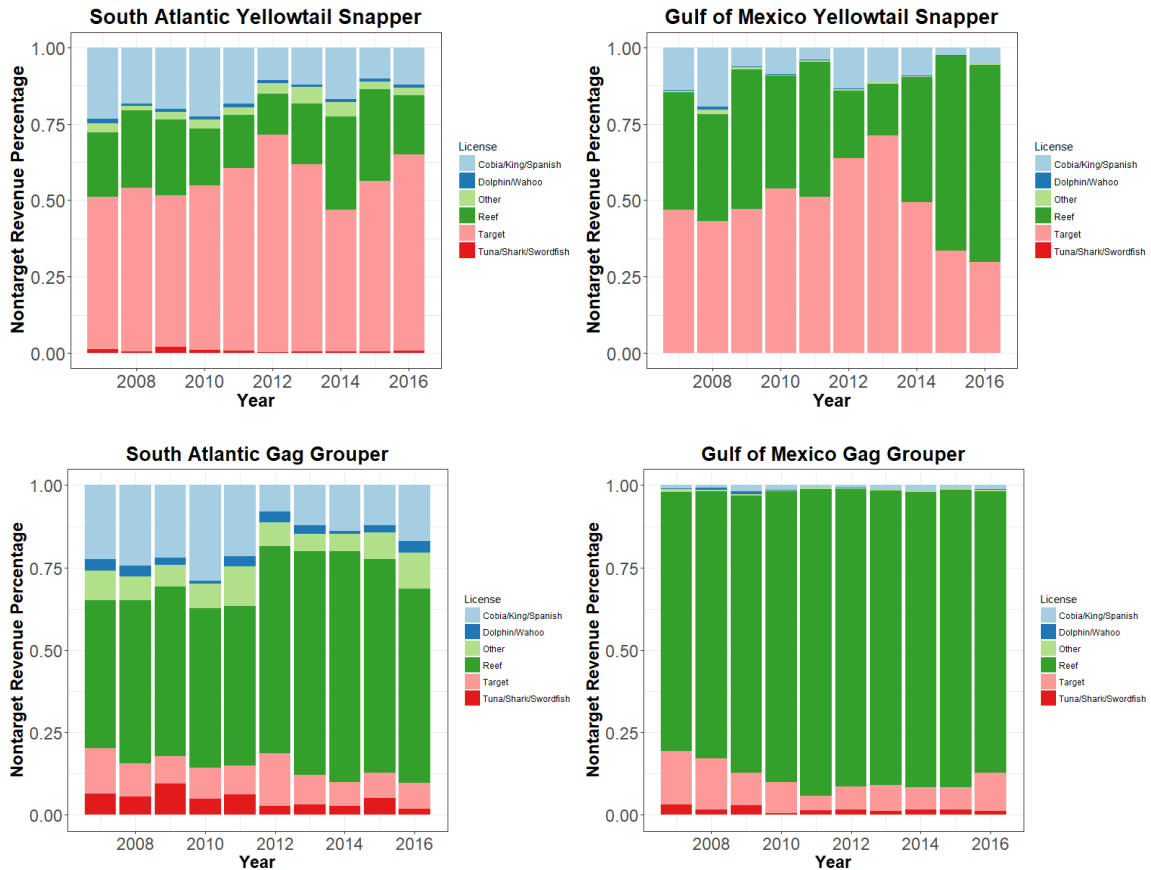 South Atlantic Yellowtail Snapper
Nontarget Revenue Percentage
1.00
0.75
0.50
0.25
0.00
2008 2010 2012 2014 2016
Year
License
Cobia/King/Spanish
Dolphin/Wahoo
Other
Reef
Target
Tuna/Shark/Swordfish
Gulf of Mexico Yellowtail Snapper
Nontarget Revenue Percentage
1.00
0.75
0.50
0.25
0.00
2008 2010 2012 2014 2016
Year
License
Cobia/King/Spanish
Dolphin/Wahoo
Other
Reef
Target
Tuna/Shark/Swordfish
South Atlantic Gag Grouper
Nontarget Revenue Percentage
1.00
0.75
0.50
0.25
0.00
2008 2010 2012 2014 2016
Year
License
Cobia/King/Spanish
Dolphin/Wahoo
Other
Reef
Target
Tuna/Shark/Swordfish
Gulf of Mexico Gag Grouper
Nontarget Revenue Percentage
1.00
0.75
0.50
0.25
0.00
2008 2010 2012 2014 2016
Year
License
Cobia/King/Spanish
Dolphin/Wahoo
Other
Reef
Target
Tuna/Shark/Swordfish